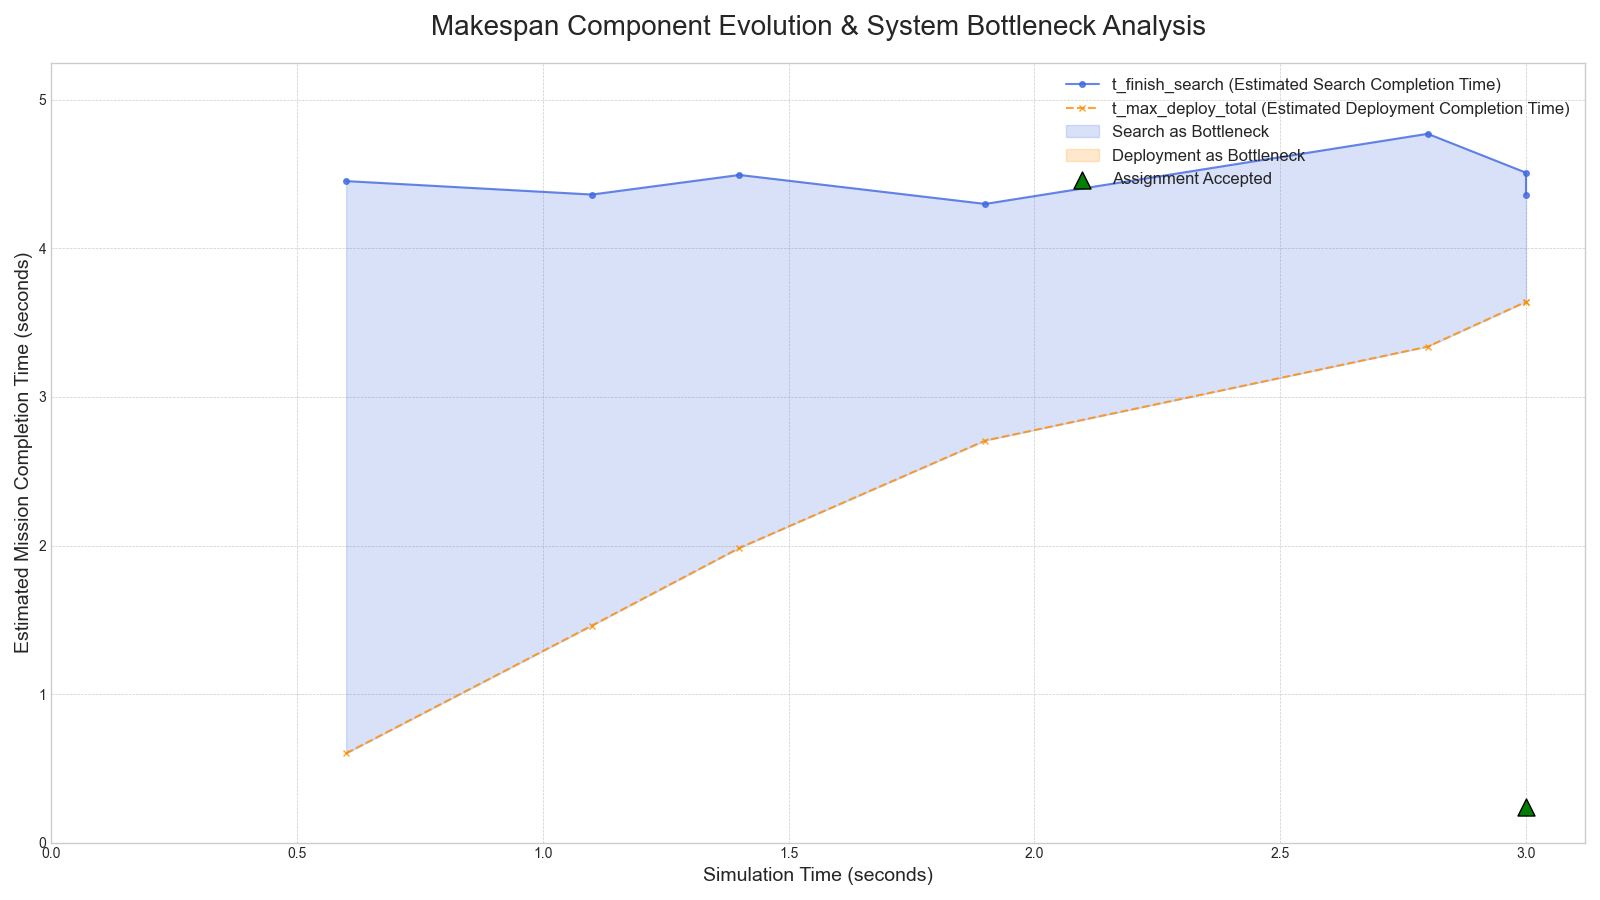 Makespan Component Evolution & System Bottleneck Analysis
t_finish_search (Estimated Search Completion Time)
t_max_deploy_total (Estimated Deployment Completion Time)
Search as Bottleneck
Deployment as Bottleneck
Assignment Accepted
Estimated Mission Completion Time (seconds)
5
4
3
2
1
0
0.0 0.5 1.0 1.5 2.0 2.5 3.0
Simulation Time (seconds)